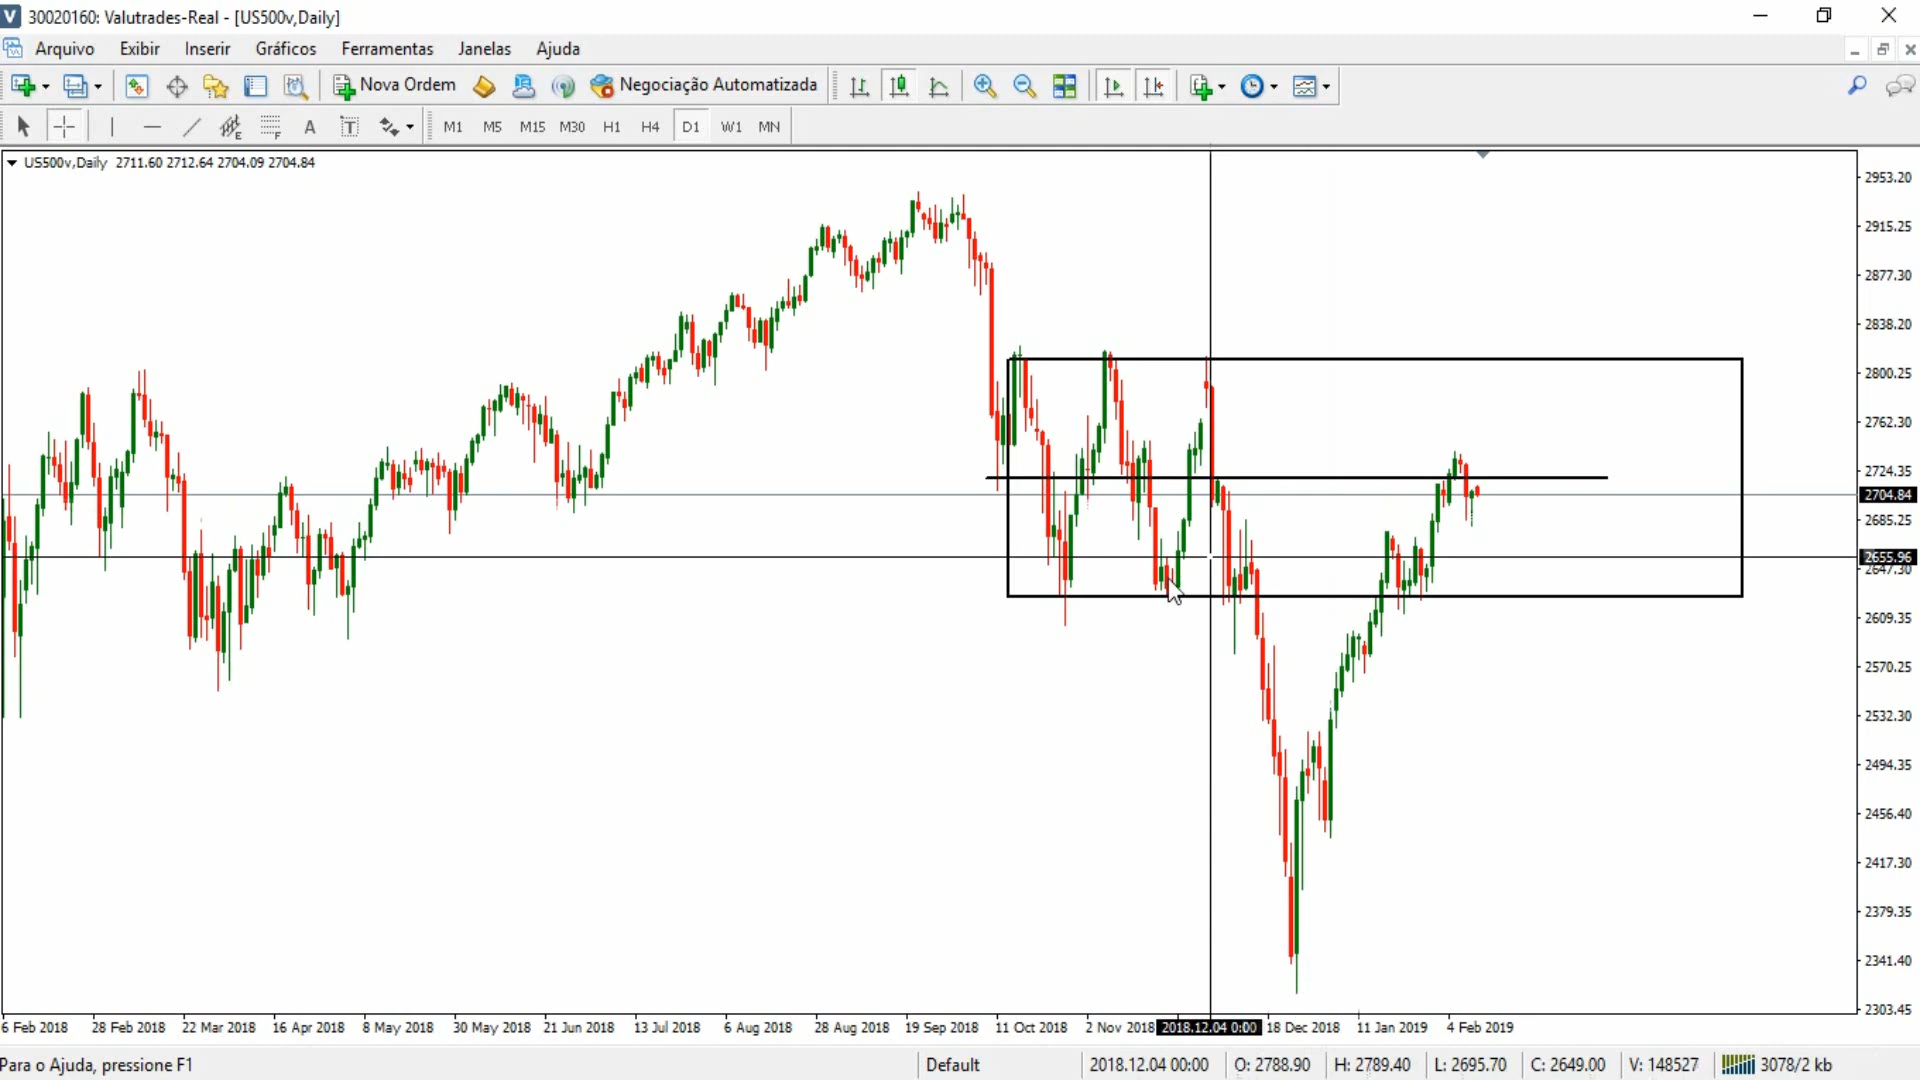 30020160: Valutrades-Real - [US500v,Daily]
Arquivo Exibir Inserir Gráficos Ferramentas Janelas Ajuda
Nova Ordem Negociação Automatizada
A T M1 M5 M15 M30 H1 H4 D1 W1 MN
US500v,Daily 2711.60 2712.64 2704.09 2704.84
2953.20
2915.25
2877.30
2838.20
2800.25
2762.30
2724.35
2704.84
2685.25
2655.96
2647.30
2609.35
2570.25
2532.30
2494.35
2456.40
2417.30
2379.35
2341.40
2303.45
6 Feb 2018 28 Feb 2018 22 Mar 2018 16 Apr 2018 8 May 2018 30 May 2018 21 Jun 2018 13 Jul 2018 6 Aug 2018 28 Aug 2018 19 Sep 2018 11 Oct 2018 2 Nov 2018 2018.12.04 0:00 18 Dec 2018 11 Jan 2019 4 Feb 2019
Para o Ajuda, pressione F1 Default 2018.12.04 00:00 O: 2788.90 H: 2789.40 L: 2695.70 C: 2649.00 V: 148527 3078/2 kb